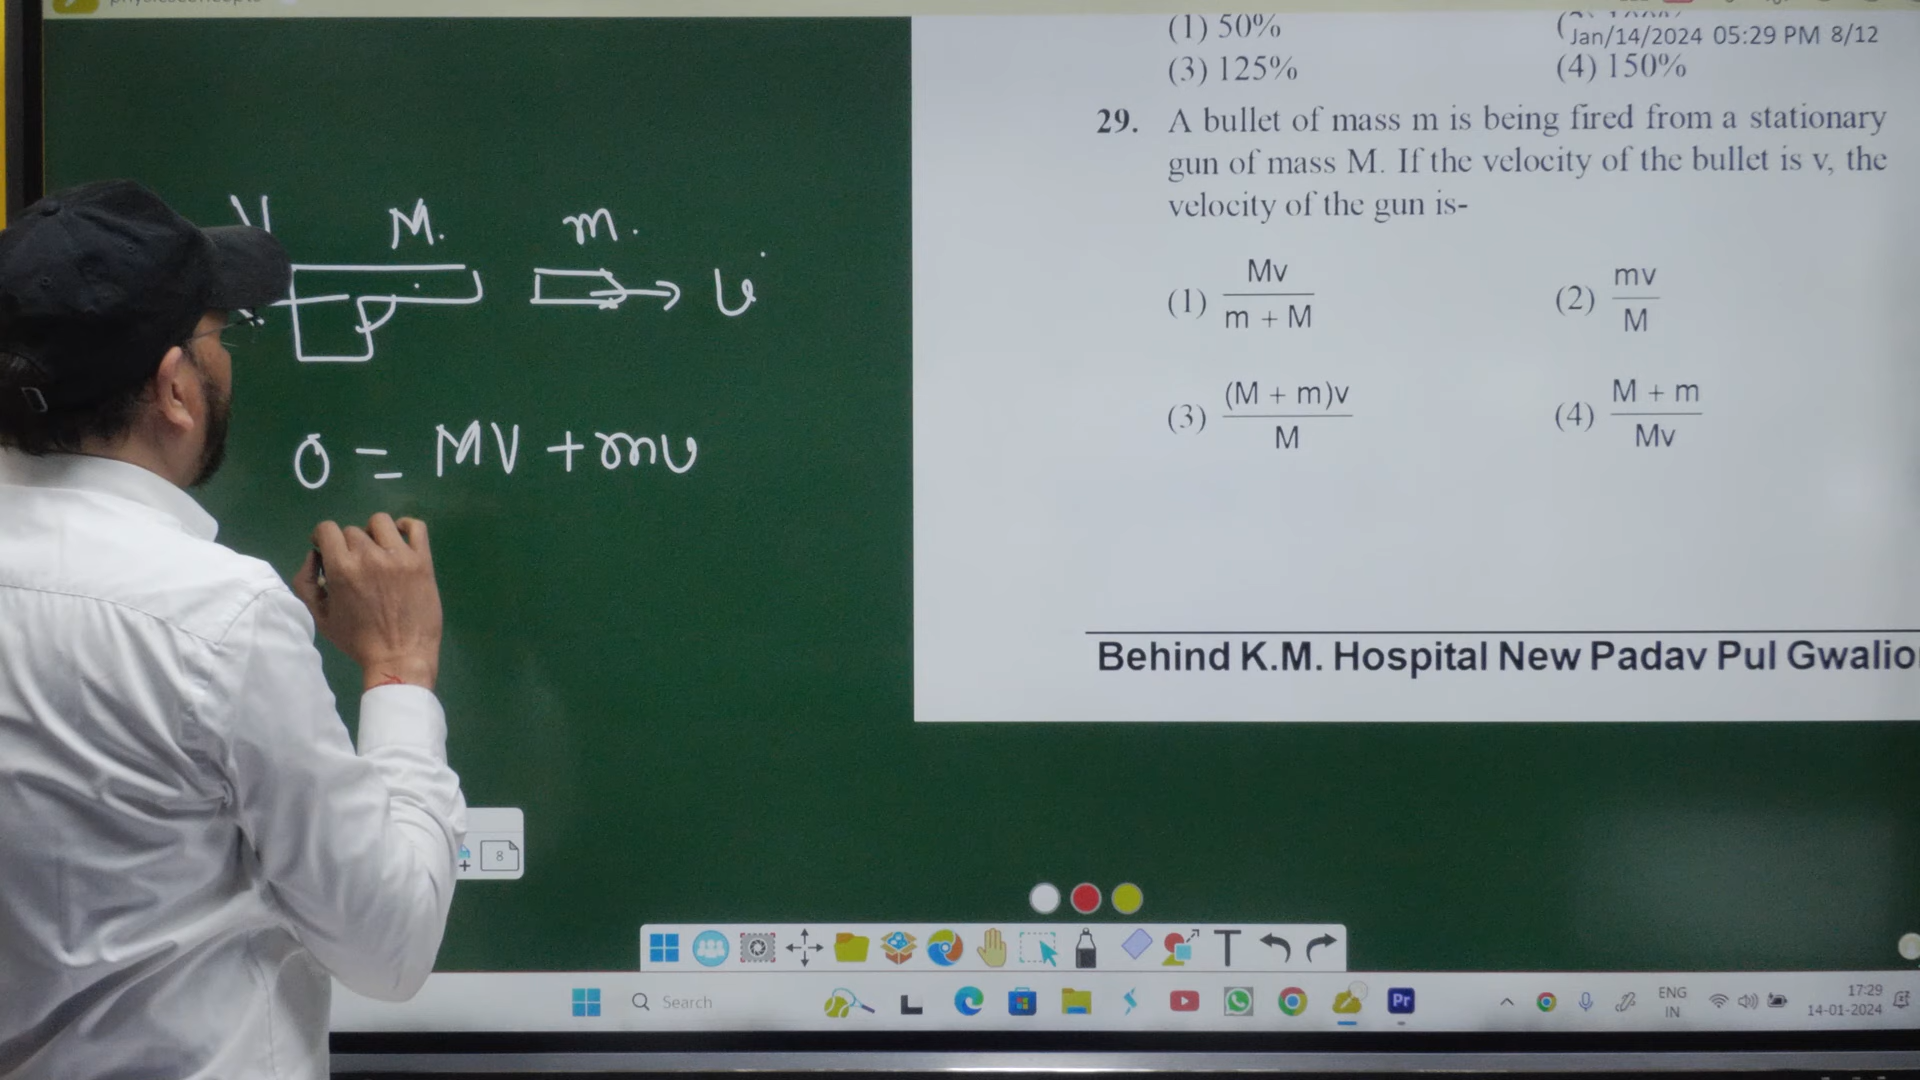 (1) 50%
Jan/14/2024 05:29 PM 8/12
(3) 125% (4) 150%
29. A bullet of mass m is being fired from a stationary
gun of mass M. If the velocity of the bullet is v, the
velocity of the gun is-
(1) Mv / m + M (2) mv / M
(3) (M + m)v / M (4) M + m / Mv
Behind K.M. Hospital New Padav Pul Gwalio
V M. m. v
0 = MV + mv
8
T
Search
Pr
ENG
IN
17:29
14-01-2024